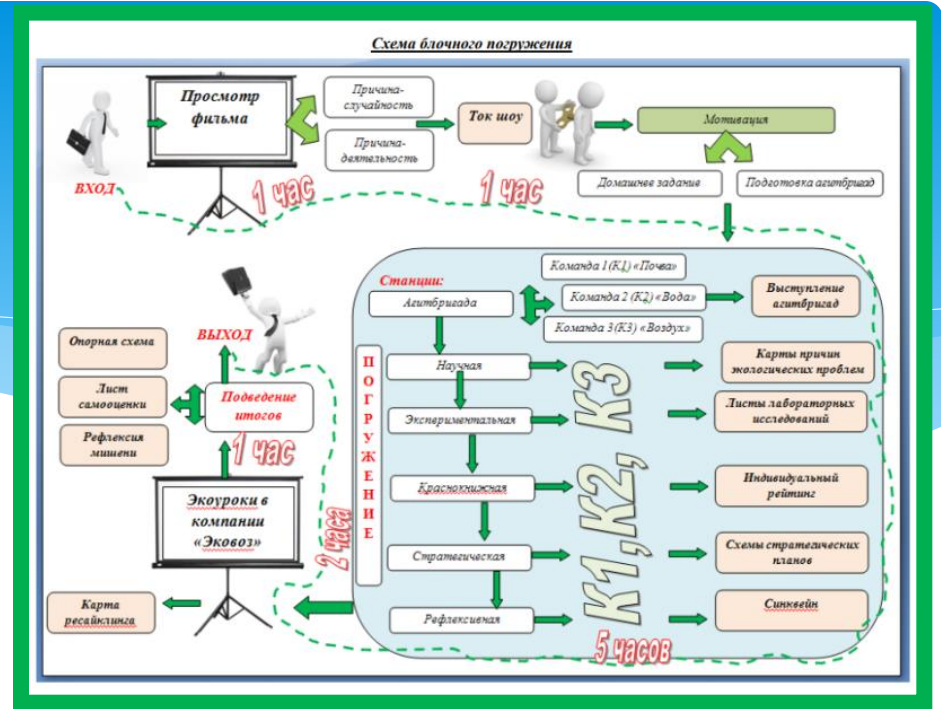 Схема блочного погружения
Просмотр
фильма
Причина-
случайность
Причина-
деятельность
Ток шоу
Мотивация
Домашнее задание
Подготовка агитбригад
ВХОД
1 час
1 час
Станции:
Агитбригада
Команда 1 (К1) «Почва»
Команда 2 (К2) «Вода»
Команда 3(К3) «Воздух»
Выступление
агитбригад
ПОГРУЖЕНИЕ
Научная
Экспериментальная
Краснокнижная
Стратегическая
Рефлексивная
К1,К2, К3
Карты причин
экологических проблем
Листы лабораторных
исследований
Индивидуальный
рейтинг
Схемы стратегических
планов
Синквейн
5 часов
2 часа
ВЫХОД
Опорная схема
Лист
самооценки
Рефлексия
мишени
Подведение
итогов
1 час
Экоуроки в
компании
«Эковоз»
Карта
ресайклинга